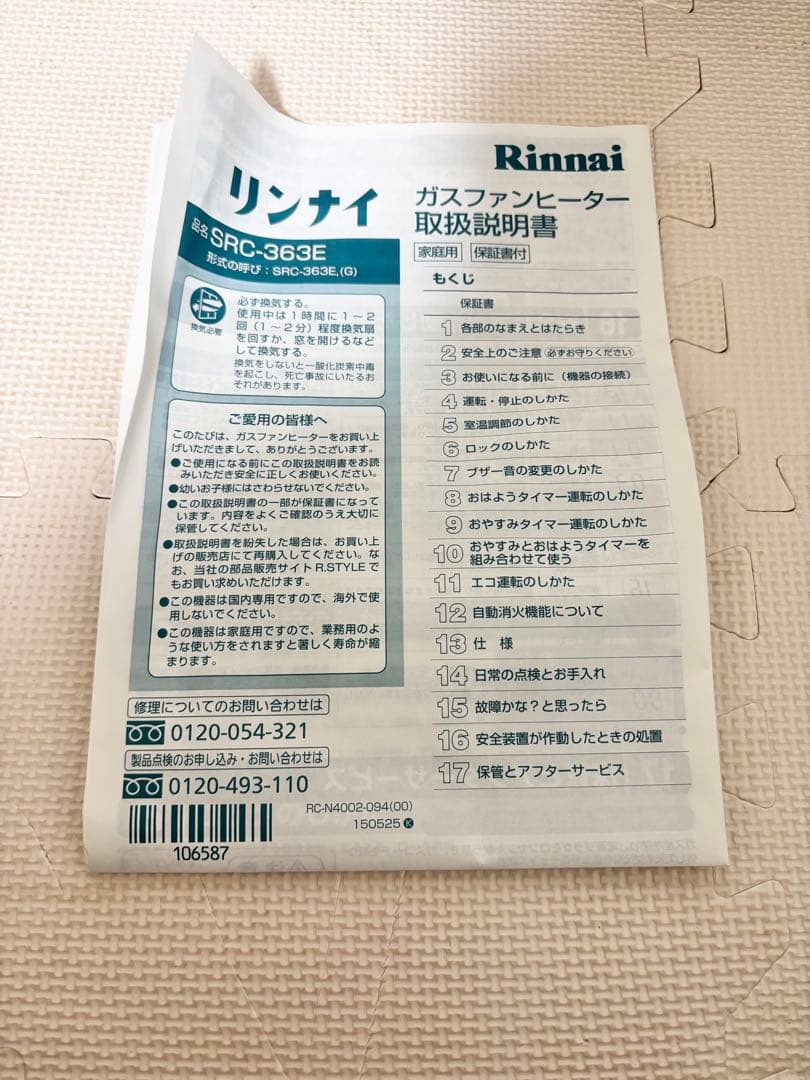 Rinnai
リンナイ
品名 SRC-363E
形式の呼び：SRC-363E,(G)
換気必要
必ず換気する。
使用中は1時間に1～2
回（1～2分）程度換気扇
を回すか、窓を開けるなど
して換気する。
換気をしないと一酸化炭素中毒
を起こし、死亡事故にいたるお
それがあります。
ご愛用の皆様へ
このたびは、ガスファンヒーターをお買い上
げいただきまして、ありがとうございます。
●ご使用になる前にこの取扱説明書をお読
みいただき安全に正しくお使いください。
●幼いお子様にはさわらせないでください。
●この取扱説明書の一部が保証書になって
います。内容をよくご確認のうえ大切に
保管してください。
●取扱説明書を紛失した場合は、お買い上
げの販売店にて再購入してください。な
お、当社の部品販売サイトR.STYLEで
もお買い求めいただけます。
●この機器は国内専用ですので、海外で使
用しないでください。
●この機器は家庭用ですので、業務用のよ
うな使い方をされますと著しく寿命が縮
まります。
修理についてのお問い合わせは
0120-054-321
製品点検のお申し込み・お問い合わせは
0120-493-110
106587
RC-N4002-094(00)
150525Ⓚ
ガスファンヒーター
取扱説明書
家庭用 保証書付
もくじ
保証書
1 各部のなまえとはたらき
2 安全上のご注意（必ずお守りください）
3 お使いになる前に（機器の接続）
4 運転・停止のしかた
5 室温調節のしかた
6 ロックのしかた
7 ブザー音の変更のしかた
8 おはようタイマー運転のしかた
9 おやすみタイマー運転のしかた
10 おやすみとおはようタイマーを
組み合わせて使う
11 エコ運転のしかた
12 自動消火機能について
13 仕　様
14 日常の点検とお手入れ
15 故障かな？と思ったら
16 安全装置が作動したときの処置
17 保管とアフターサービス